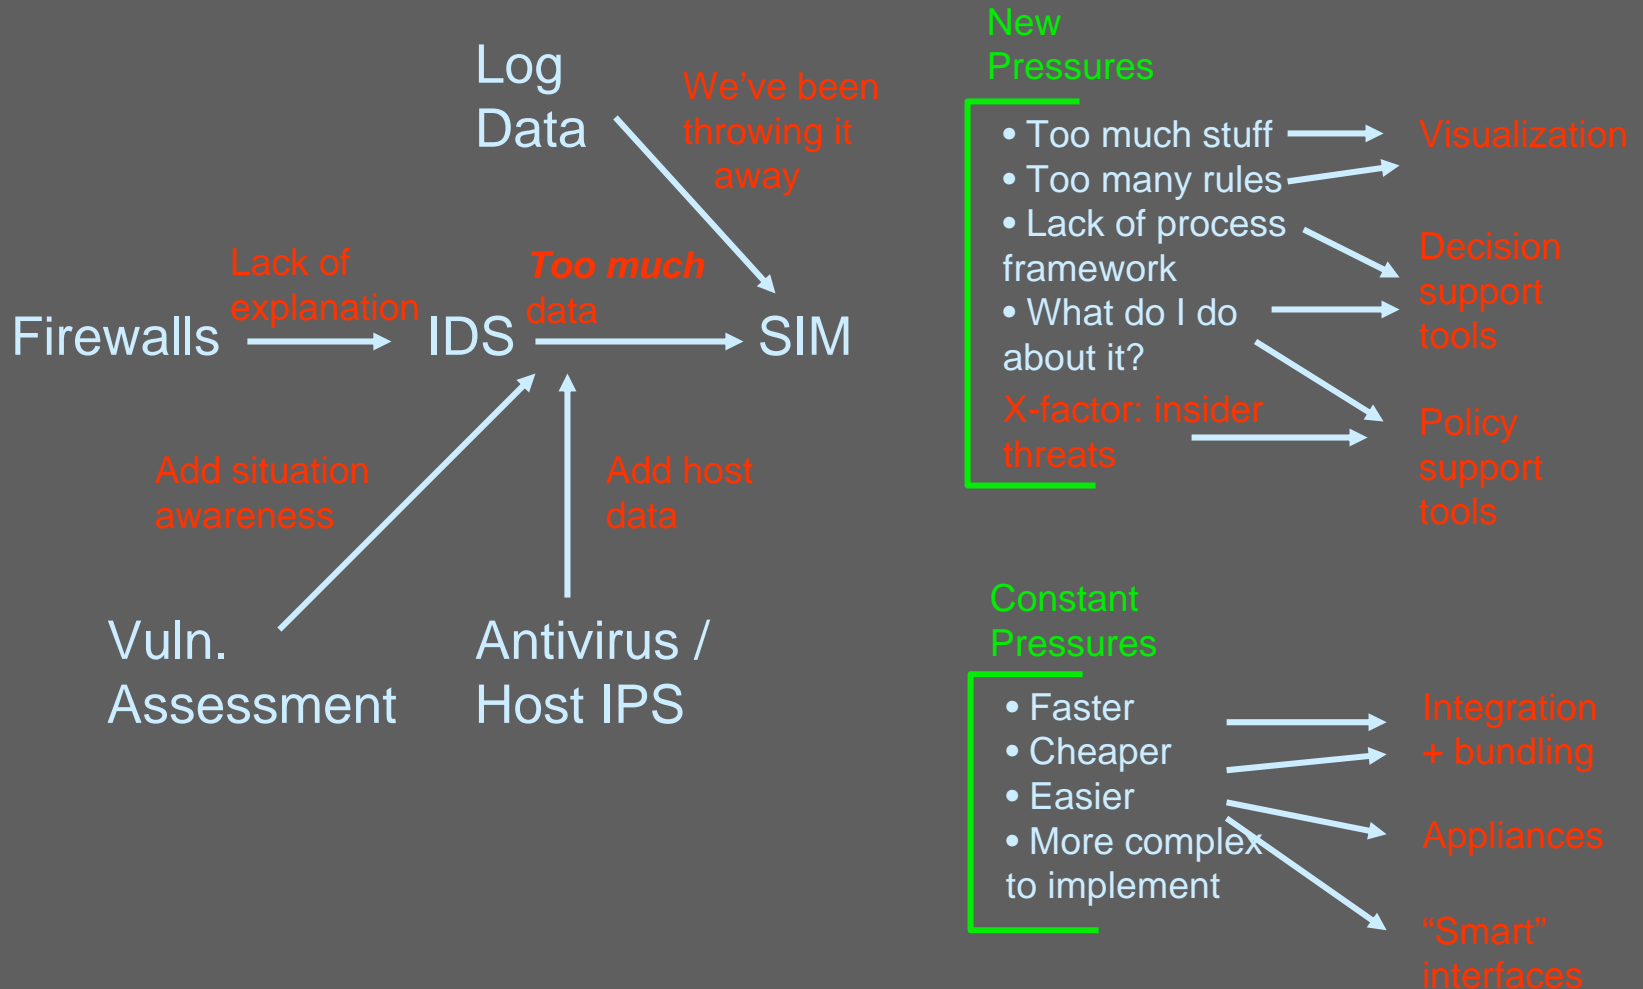 Log
Data
We've been
throwing it
away
Lack of
explanation
Too much
data
Firewalls
IDS
SIM
Add situation
awareness
Add host
data
Vuln.
Assessment
Antivirus /
Host IPS
New
Pressures
• Too much stuff
• Too many rules
• Lack of process
framework
• What do I do
about it?
X-factor: insider
threats
Visualization
Decision
support
tools
Policy
support
tools
Constant
Pressures
• Faster
• Cheaper
• Easier
• More complex
to implement
Integration
+ bundling
Appliances
“Smart”
interfaces